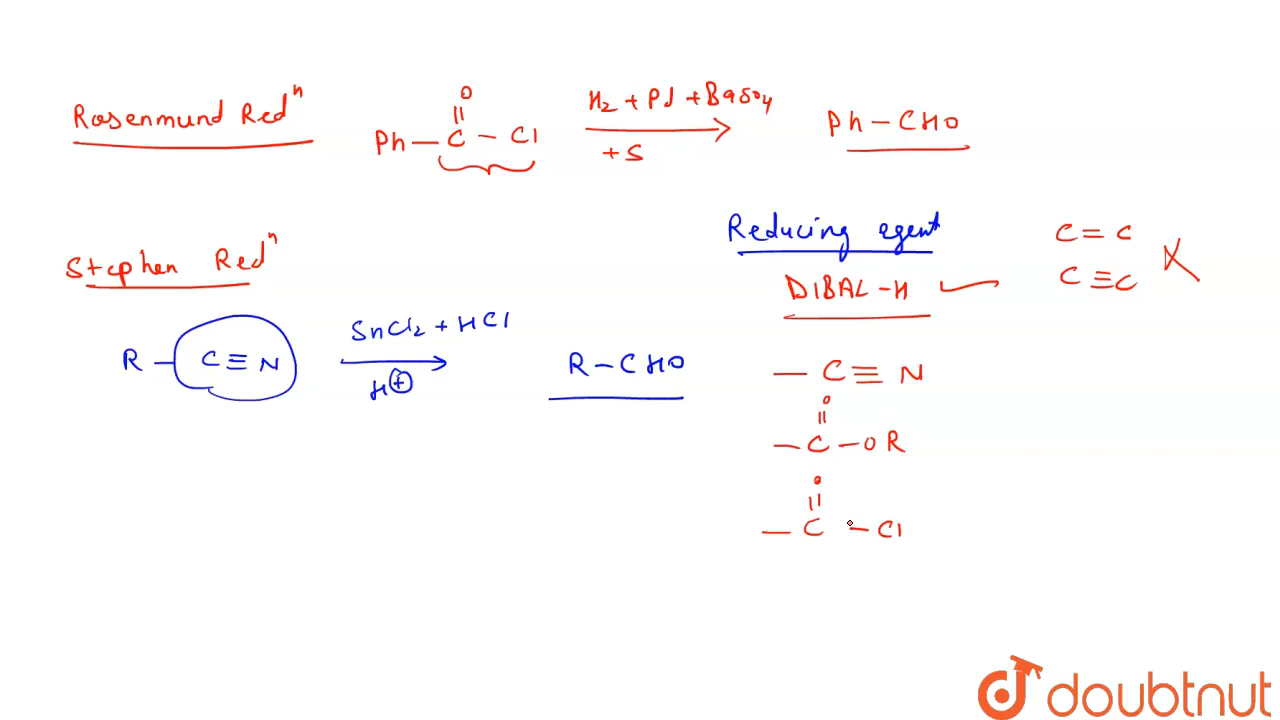 Rosenmund Redⁿ
O
||
Ph — C — Cl
H₂ + Pd + BaSO₄
+ S
Ph — CHO
Stephen Redⁿ
R — C ≡ N
SnCl₂ + HCl
H⊕
R — CHO
Reducing agent
DIBAL-H
C = C
C ≡ C
— C ≡ N
O
||
— C — OR
O
||
— C — Cl
doubtnut